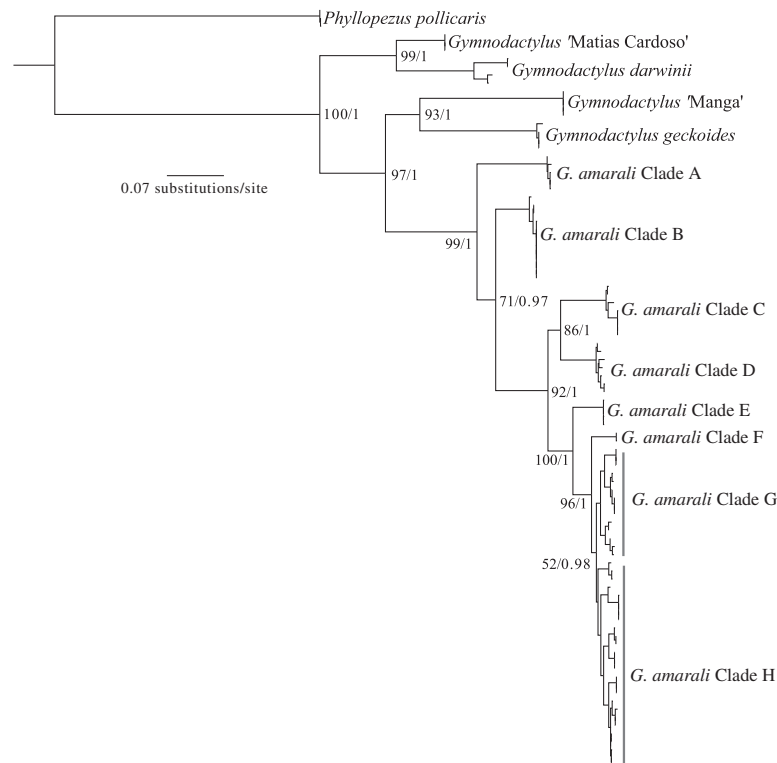 Phyllopezus pollicaris
Gymnodactylus 'Matias Cardoso'
99/1
Gymnodactylus darwinii
Gymnodactylus 'Manga'
100/1
93/1
Gymnodactylus geckoides
97/1
G. amarali Clade A
0.07 substitutions/site
G. amarali Clade B
99/1
71/0.97
G. amarali Clade C
86/1
G. amarali Clade D
92/1
G. amarali Clade E
G. amarali Clade F
100/1
G. amarali Clade G
96/1
52/0.98
G. amarali Clade H